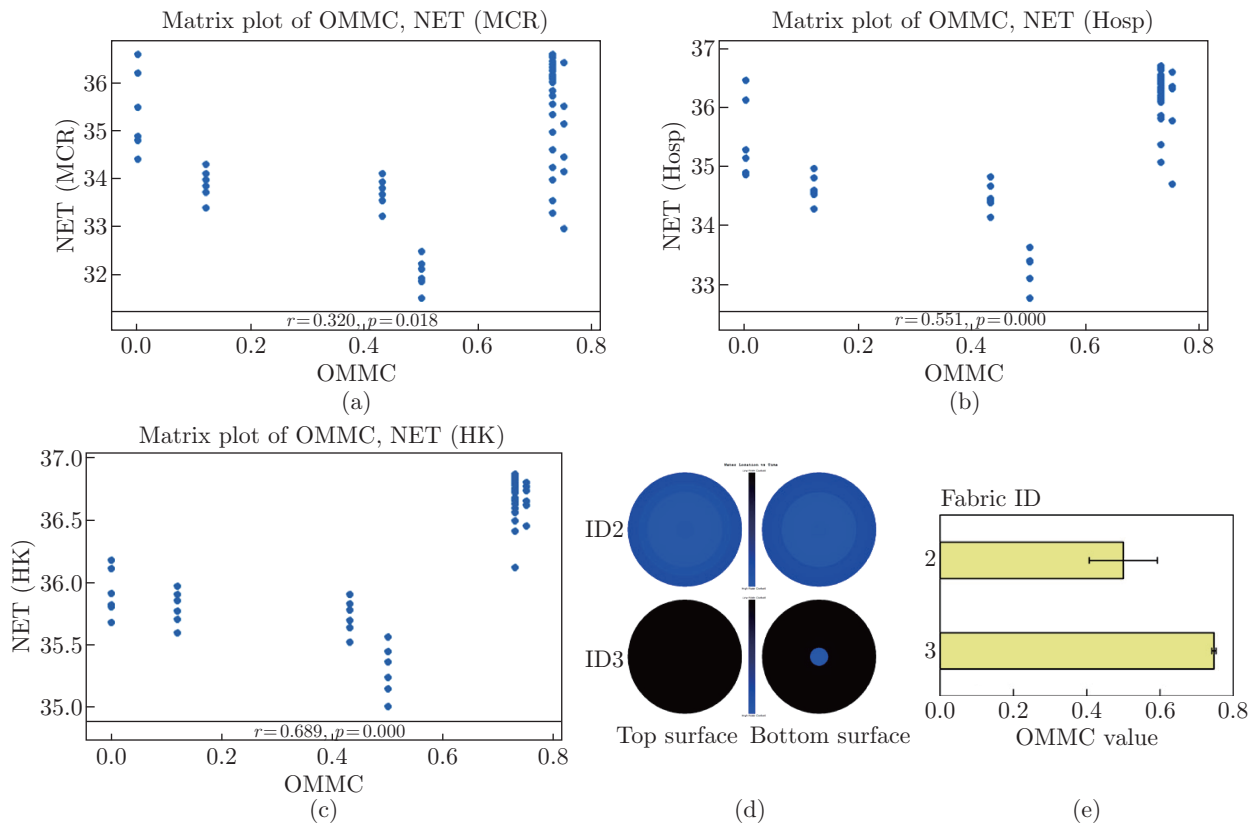 Matrix plot of OMMC, NET (MCR)
NET (MCR)
36
35
34
33
32
r=0.320, p=0.018
0.0 0.2 0.4 0.6 0.8
OMMC
(a)
Matrix plot of OMMC, NET (Hosp)
NET (Hosp)
37
36
35
34
33
r=0.551, p=0.000
0.0 0.2 0.4 0.6 0.8
OMMC
(b)
Matrix plot of OMMC, NET (HK)
NET (HK)
37.0
36.5
36.0
35.5
35.0
r=0.689, p=0.000
0.0 0.2 0.4 0.6 0.8
OMMC
(c)
Water Location vs Time
ID2
ID3
Top surface Bottom surface
(d)
Fabric ID
2
3
0.0 0.2 0.4 0.6 0.8
OMMC value
(e)